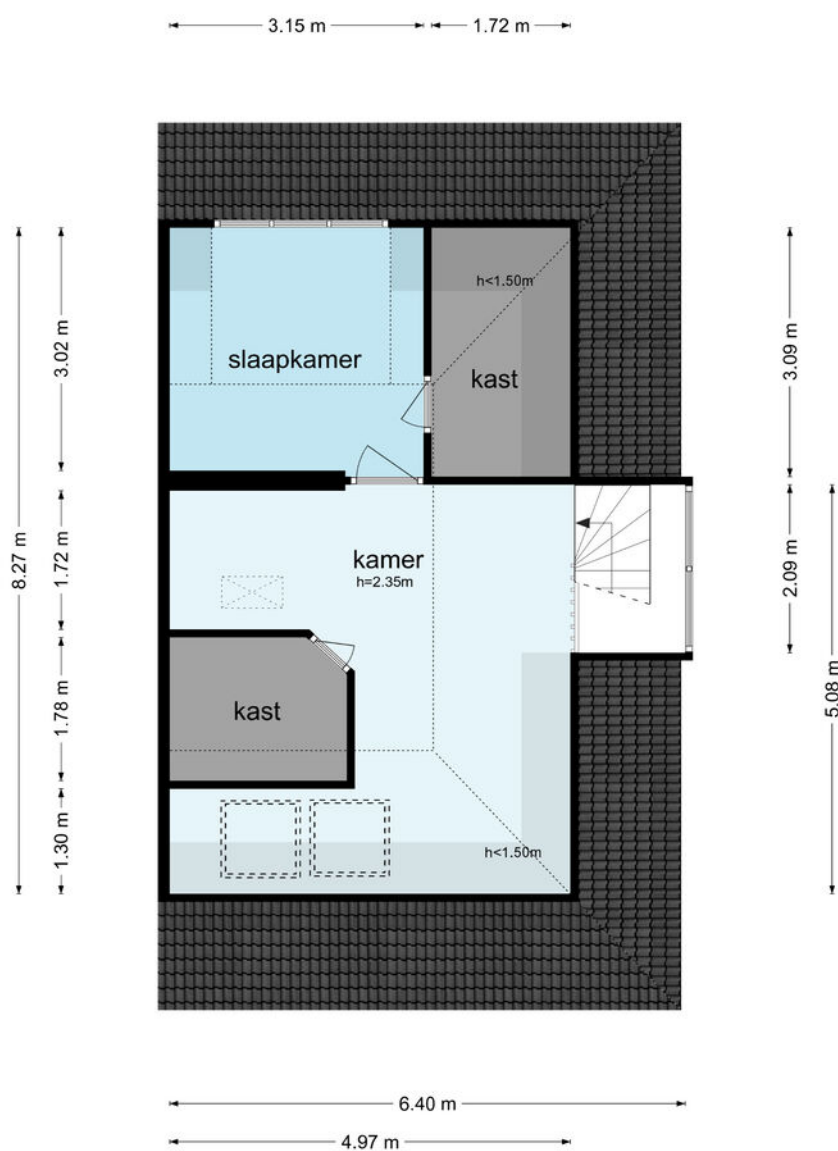 3.15 m
1.72 m
h<1.50m
3.02 m
slaapkamer
kast
3.09 m
8.27 m
1.72 m
kamer
h=2.35m
2.09 m
1.78 m
kast
5.08 m
1.30 m
h<1.50m
6.40 m
4.97 m